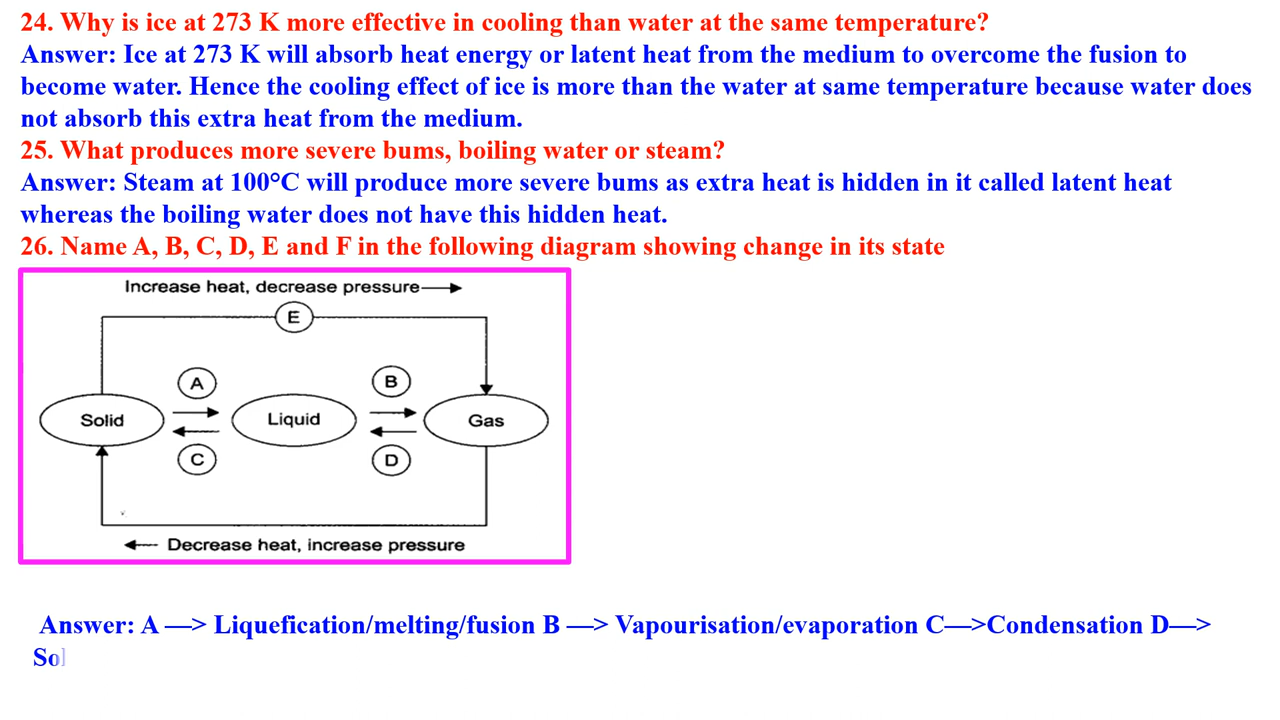 24. Why is ice at 273 K more effective in cooling than water at the same temperature?
Answer: Ice at 273 K will absorb heat energy or latent heat from the medium to overcome the fusion to
become water. Hence the cooling effect of ice is more than the water at same temperature because water does
not absorb this extra heat from the medium.
25. What produces more severe bums, boiling water or steam?
Answer: Steam at 100°C will produce more severe bums as extra heat is hidden in it called latent heat
whereas the boiling water does not have this hidden heat.
26. Name A, B, C, D, E and F in the following diagram showing change in its state
Increase heat, decrease pressure
E
A
B
Solid
Liquid
Gas
C
D
Decrease heat, increase pressure
Answer: A —> Liquefication/melting/fusion B —> Vapourisation/evaporation C—>Condensation D—>
Sol